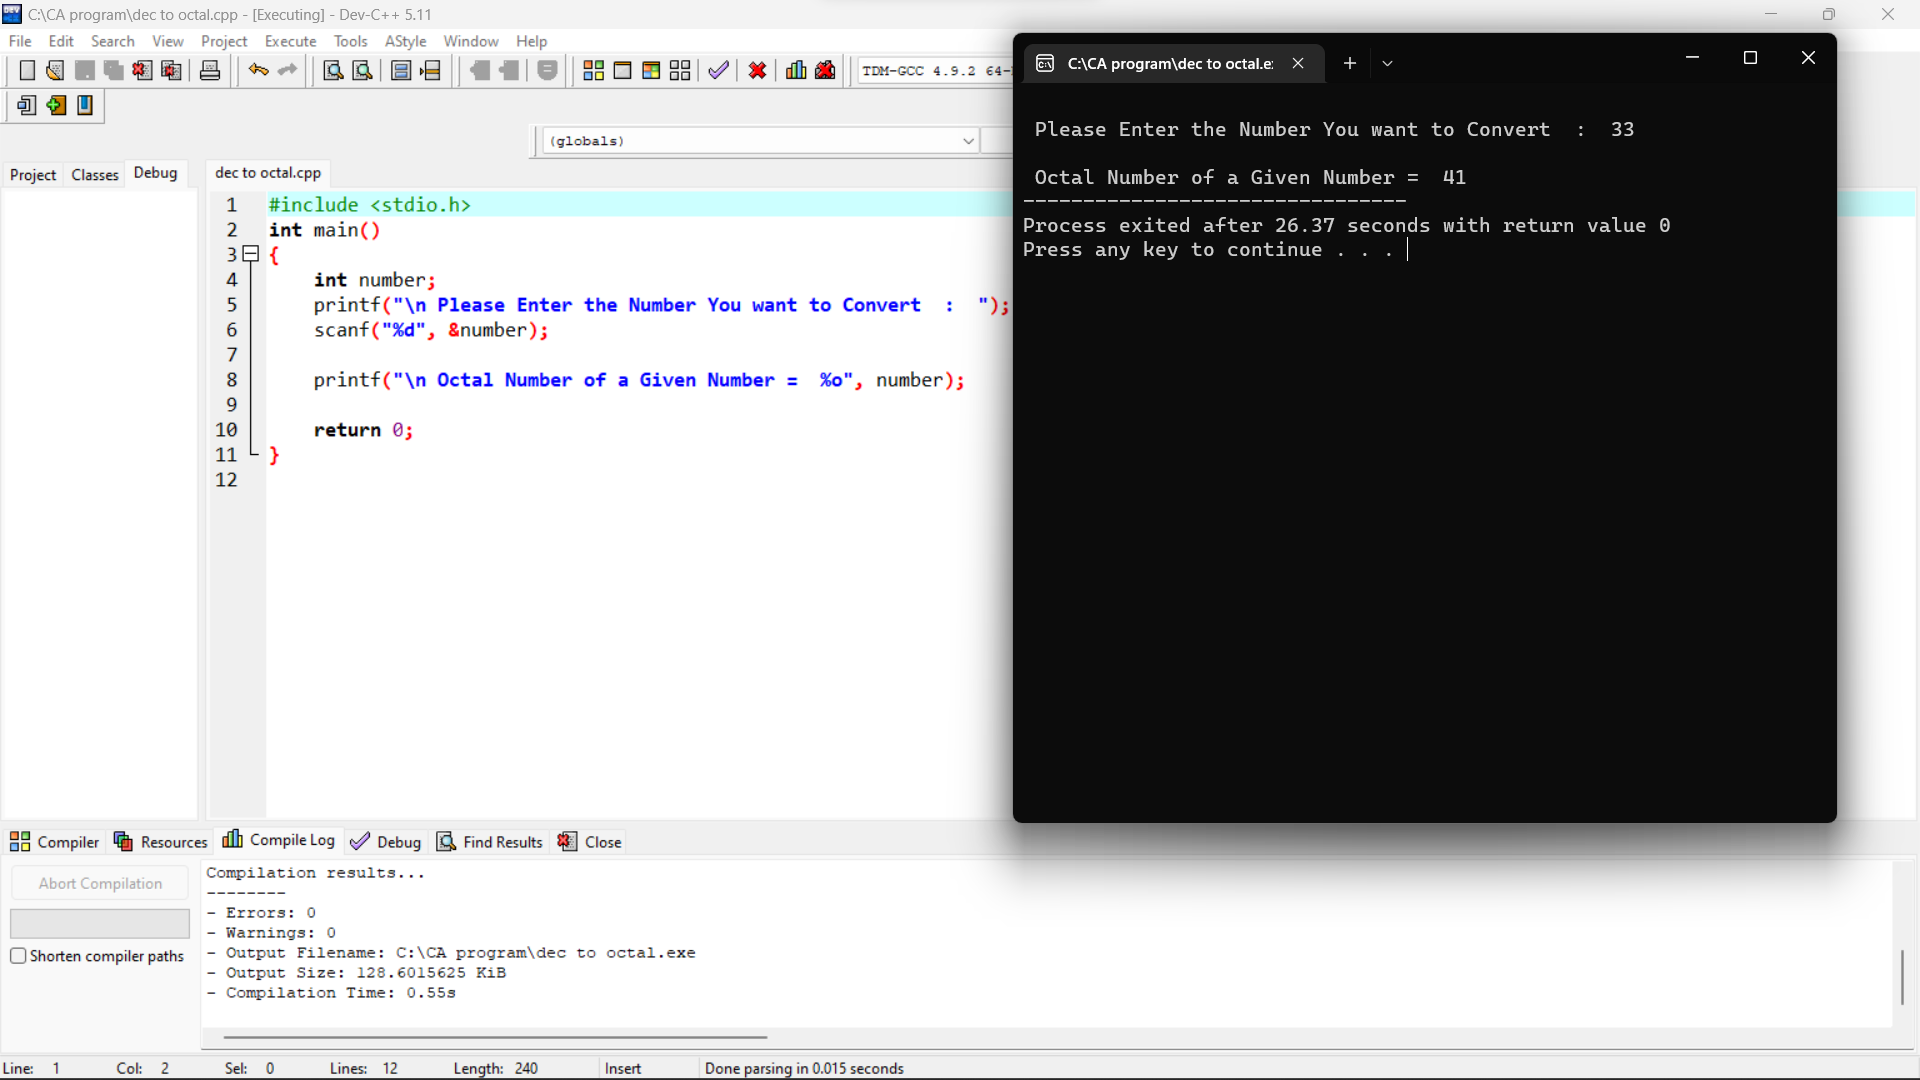 C:\CA program\dec to octal.cpp - [Executing] - Dev-C++ 5.11
File Edit Search View Project Execute Tools AStyle Window Help
TDM-GCC 4.9.2 64-
(globals)
Project Classes Debug
dec to octal.cpp
1 #include <stdio.h>
2 int main()
3 {
4 int number;
5 printf("\n Please Enter the Number You want to Convert  :  ");
6 scanf("%d", &number);
7
8 printf("\n Octal Number of a Given Number =  %o", number);
9
10 return 0;
11 }
12
C:\CA program\dec to octal.e
Please Enter the Number You want to Convert  :  33
Octal Number of a Given Number =  41
--------------------------------
Process exited after 26.37 seconds with return value 0
Press any key to continue . . .
Compiler Resources Compile Log Debug Find Results Close
Abort Compilation
Shorten compiler paths
Compilation results...
--------
- Errors: 0
- Warnings: 0
- Output Filename: C:\CA program\dec to octal.exe
- Output Size: 128.6015625 KiB
- Compilation Time: 0.55s
Line: 1 Col: 2 Sel: 0 Lines: 12 Length: 240 Insert Done parsing in 0.015 seconds